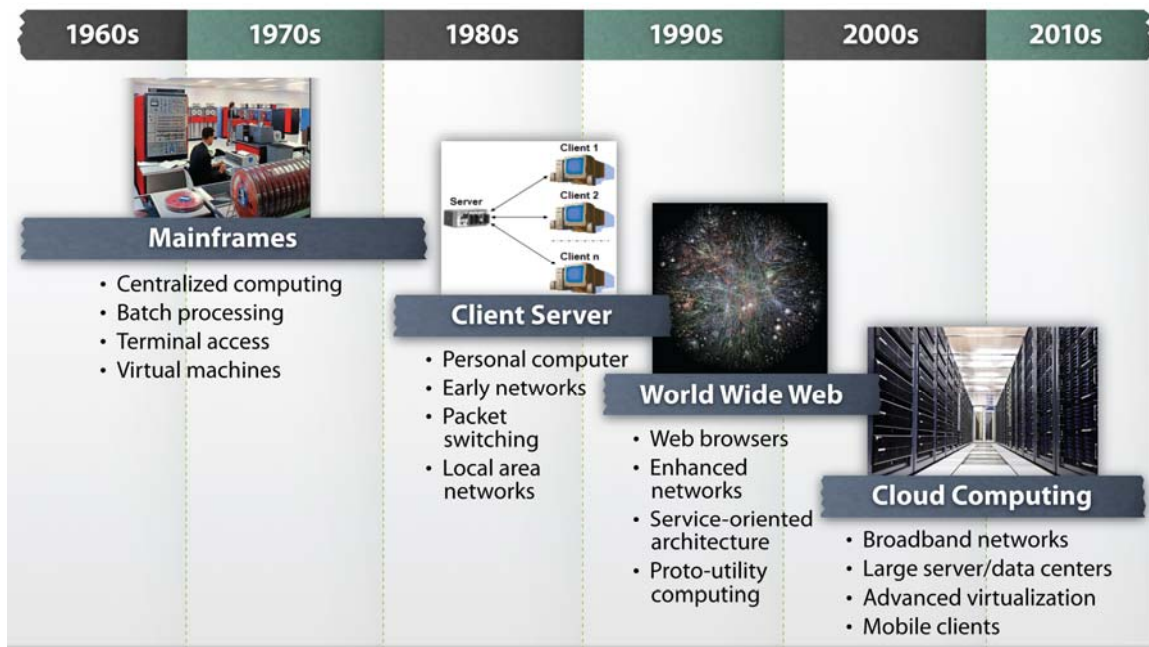 1960s 1970s 1980s 1990s 2000s 2010s
Mainframes
• Centralized computing
• Batch processing
• Terminal access
• Virtual machines
Server
Client 1
Client 2
Client n
Client Server
• Personal computer
• Early networks
• Packet
switching
• Local area
networks
World Wide Web
• Web browsers
• Enhanced
networks
• Service-oriented
architecture
• Proto-utility
computing
Cloud Computing
• Broadband networks
• Large server/data centers
• Advanced virtualization
• Mobile clients